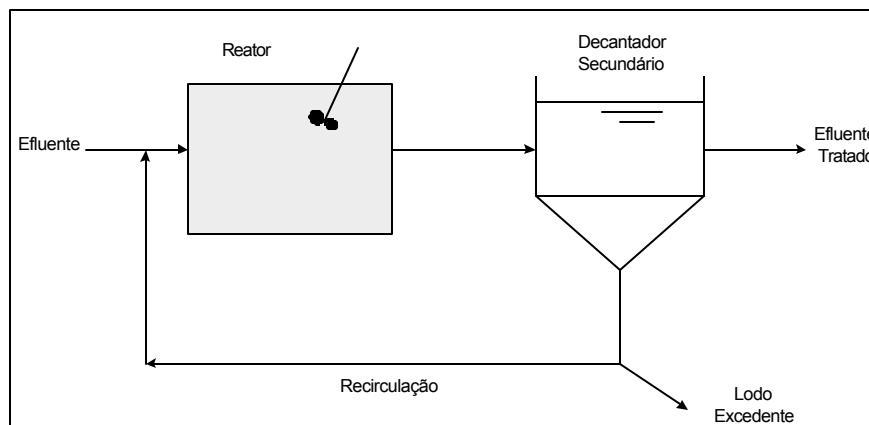 Reator
Decantador
Secundário
Efluente
Efluente
Tratado
Recirculação
Lodo
Excedente